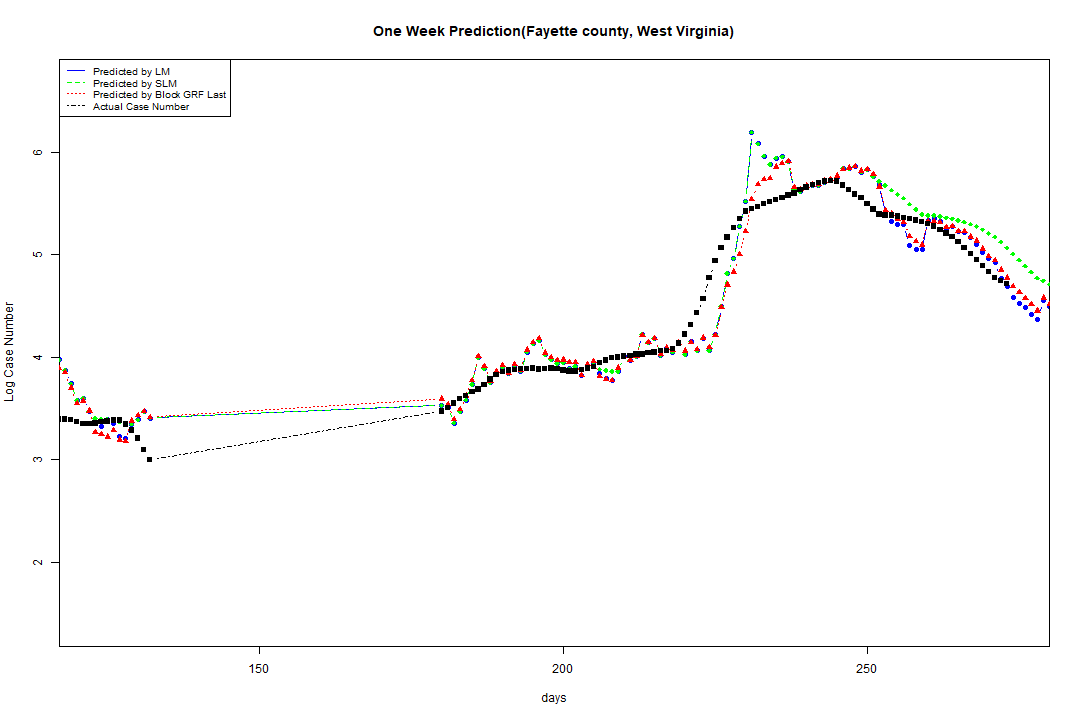 One Week Prediction(Fayette county, West Virginia)
Predicted by LM
Predicted by SLM
Predicted by Block GRF Last
Actual Case Number
6
5
4
3
2
Log Case Number
150 200 250
days